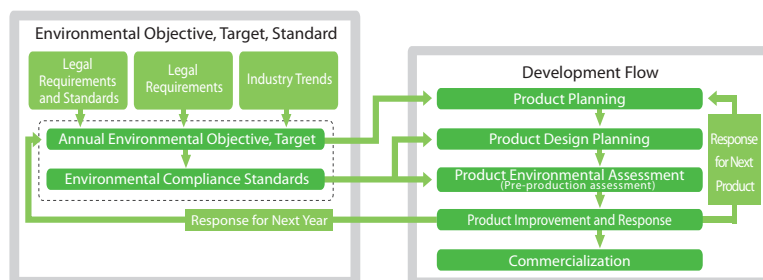 Environmental Objective, Target, Standard
Legal
Requirements
and Standards
Legal
Requirements
Industry Trends
Annual Environmental Objective, Target
Environmental Compliance Standards
Response for Next Year
Development Flow
Product Planning
Product Design Planning
Product Environmental Assessment
(Pre-production assessment)
Product Improvement and Response
Commercialization
Response
for Next
Product